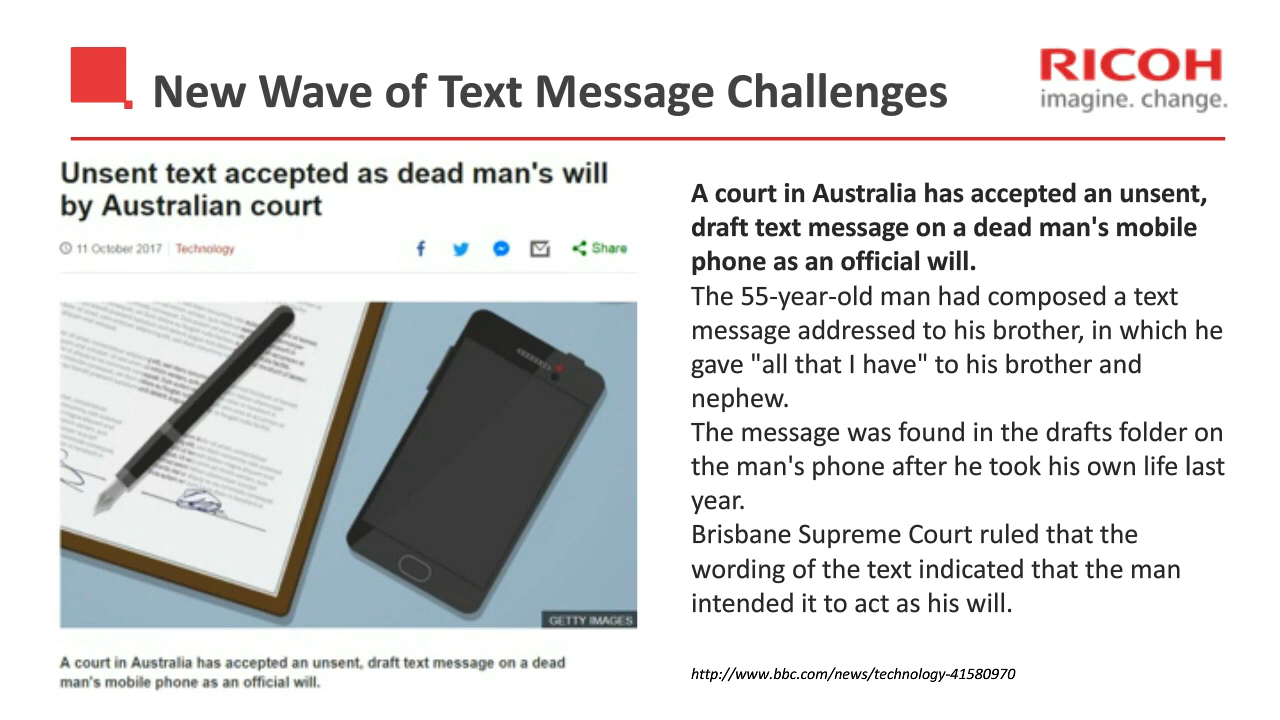 New Wave of Text Message Challenges
RICOH
imagine. change.
Unsent text accepted as dead man's will
by Australian court
11 October 2017 Technology
Share
GETTY IMAGES
A court in Australia has accepted an unsent, draft text message on a dead
man's mobile phone as an official will.
A court in Australia has accepted an unsent,
draft text message on a dead man's mobile
phone as an official will.
The 55-year-old man had composed a text
message addressed to his brother, in which he
gave "all that I have" to his brother and
nephew.
The message was found in the drafts folder on
the man's phone after he took his own life last
year.
Brisbane Supreme Court ruled that the
wording of the text indicated that the man
intended it to act as his will.
http://www.bbc.com/news/technology-41580970